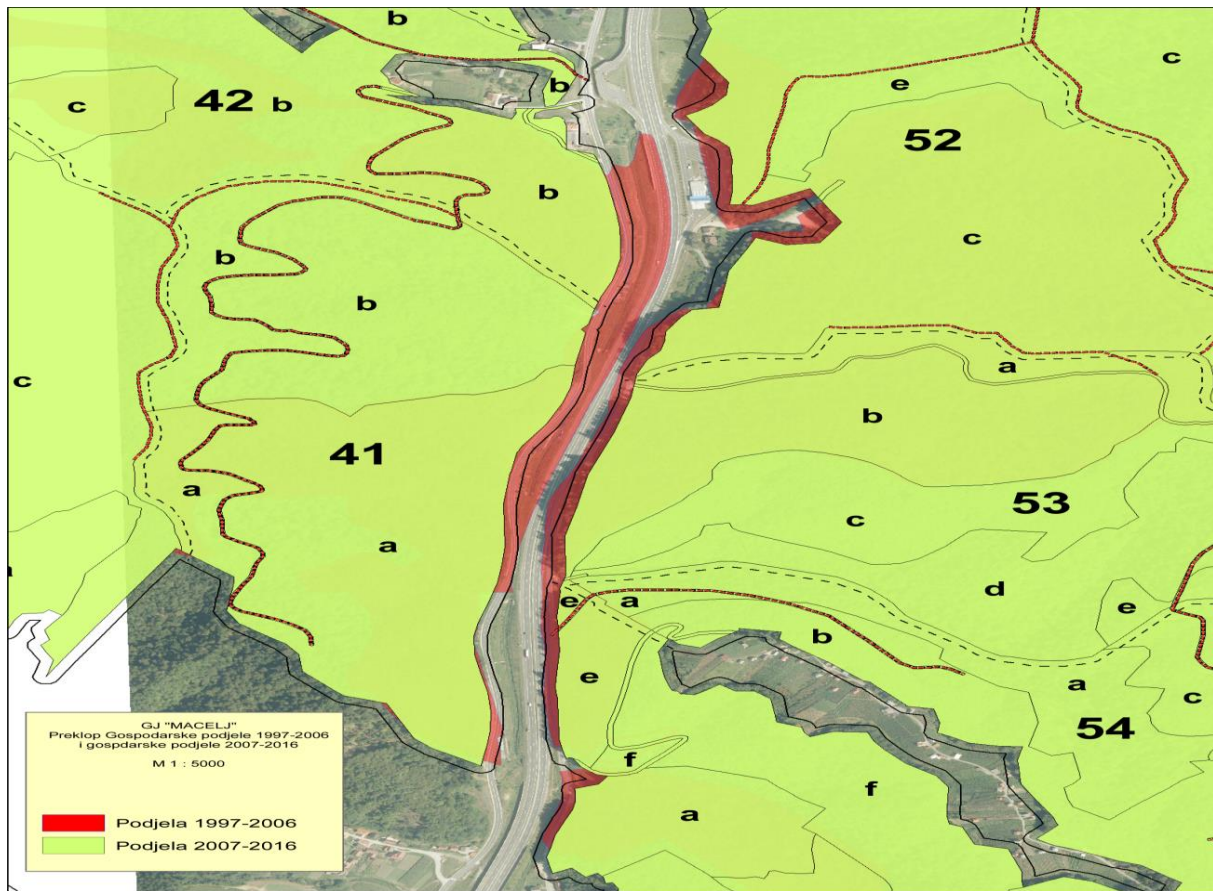 b
c
42
b
b
e
c
52
b
c
b
b
c
a
b
41
53
a
c
a
d
a
e
a
e
b
e
a
c
54
f
f
a
GJ "MACELJ"
Preklop Gospodarske podjele 1997-2006
i gospdarske podjele 2007-2016
M 1 : 5000
Podjela 1997-2006
Podjela 2007-2016